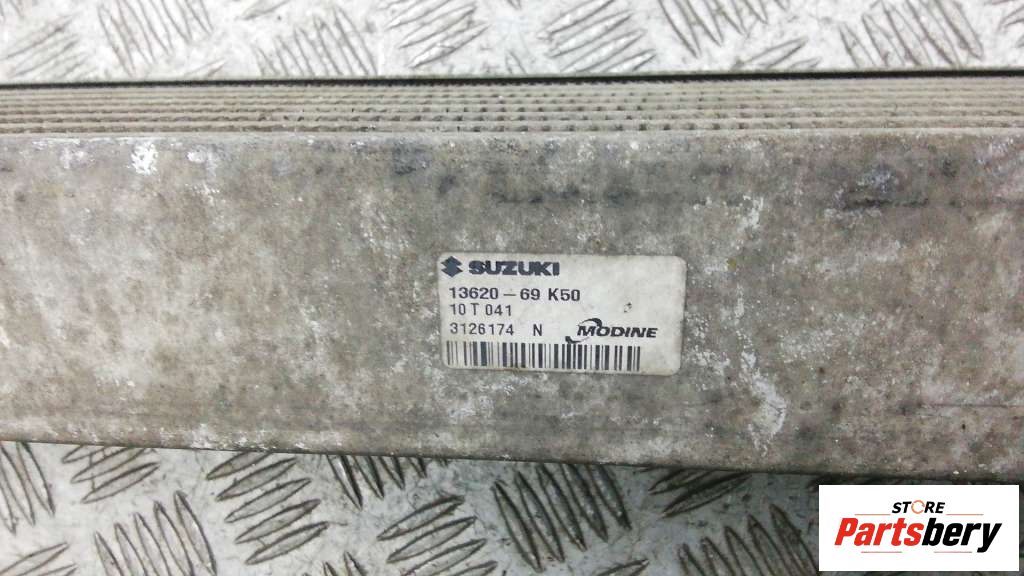 SUZUKI
13620-69 K50
10 T 041
3126174 N MODINE
STORE
Partsbery